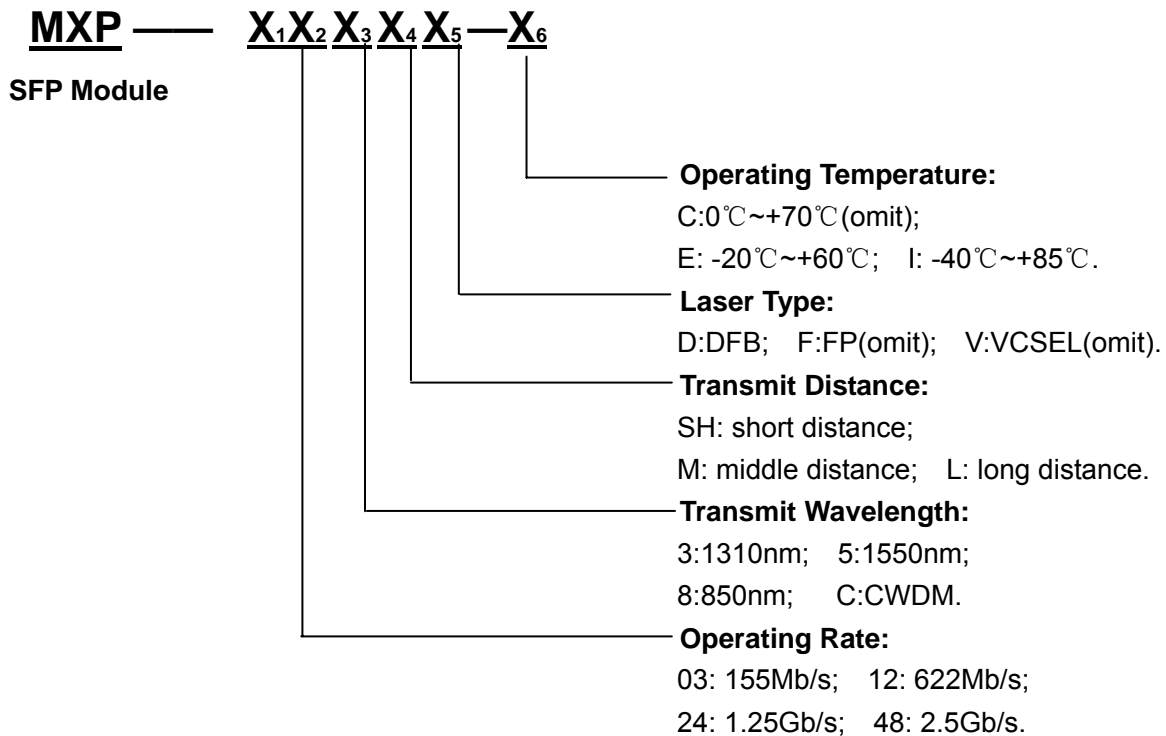 MXP —— X₁X₂ X₃ X₄ X₅—X₆
SFP Module
Operating Temperature:
C:0℃~+70℃(omit);
E: -20℃~+60℃; I: -40℃~+85℃.
Laser Type:
D:DFB; F:FP(omit); V:VCSEL(omit).
Transmit Distance:
SH: short distance;
M: middle distance; L: long distance.
Transmit Wavelength:
3:1310nm; 5:1550nm;
8:850nm; C:CWDM.
Operating Rate:
03: 155Mb/s; 12: 622Mb/s;
24: 1.25Gb/s; 48: 2.5Gb/s.